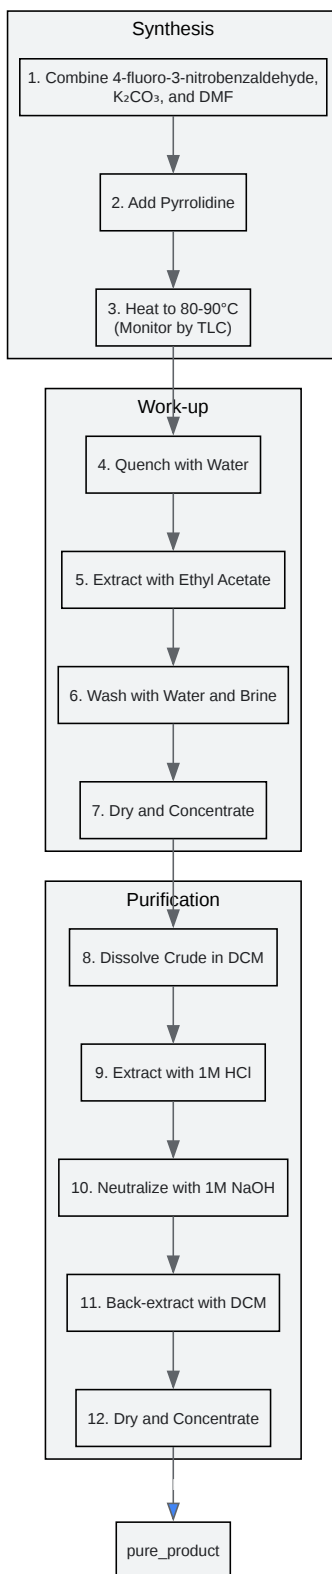 Synthesis
1. Combine 4-fluoro-3-nitrobenzaldehyde,
K₂CO₃, and DMF
2. Add Pyrrolidine
3. Heat to 80-90°C
(Monitor by TLC)
Work-up
4. Quench with Water
5. Extract with Ethyl Acetate
6. Wash with Water and Brine
7. Dry and Concentrate
Purification
8. Dissolve Crude in DCM
9. Extract with 1M HCl
10. Neutralize with 1M NaOH
11. Back-extract with DCM
12. Dry and Concentrate
pure_product